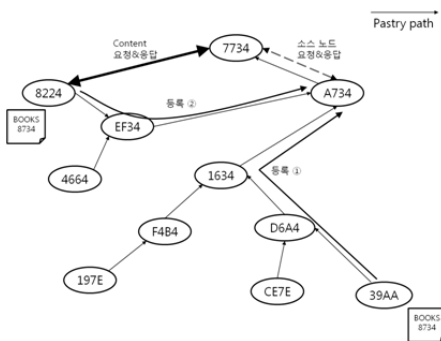 Pastry path
Content
요청&응답
소스 노드
요청&응답
7734
8224
A734
등록 ②
BOOKS
8734
EF34
4664
1634
등록 ①
F4B4
D6A4
197E
CE7E
39AA
BOOKS
8734